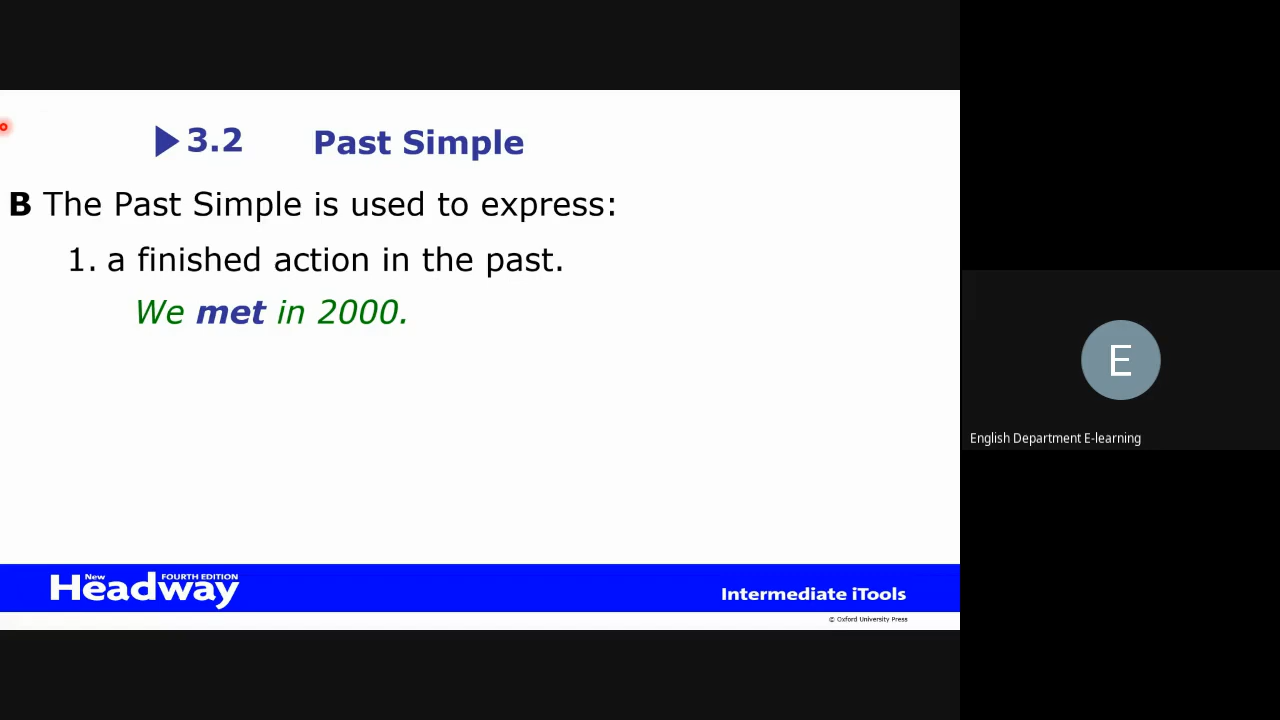 3.2 Past Simple
B The Past Simple is used to express:
1. a finished action in the past.
We met in 2000.
E
English Department E-learning
New Headway FOURTH EDITION
Intermediate iTools
© Oxford University Press